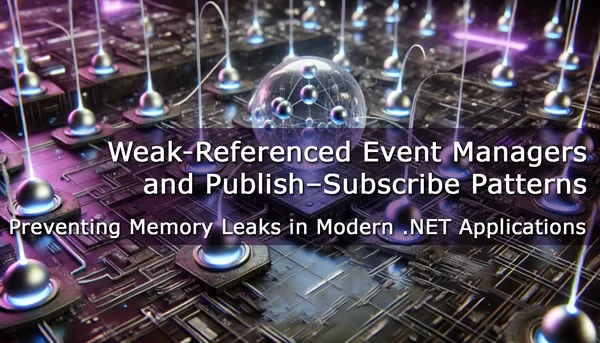 Weak-Referenced Event Managers
and Publish–Subscribe Patterns
Preventing Memory Leaks in Modern .NET Applications